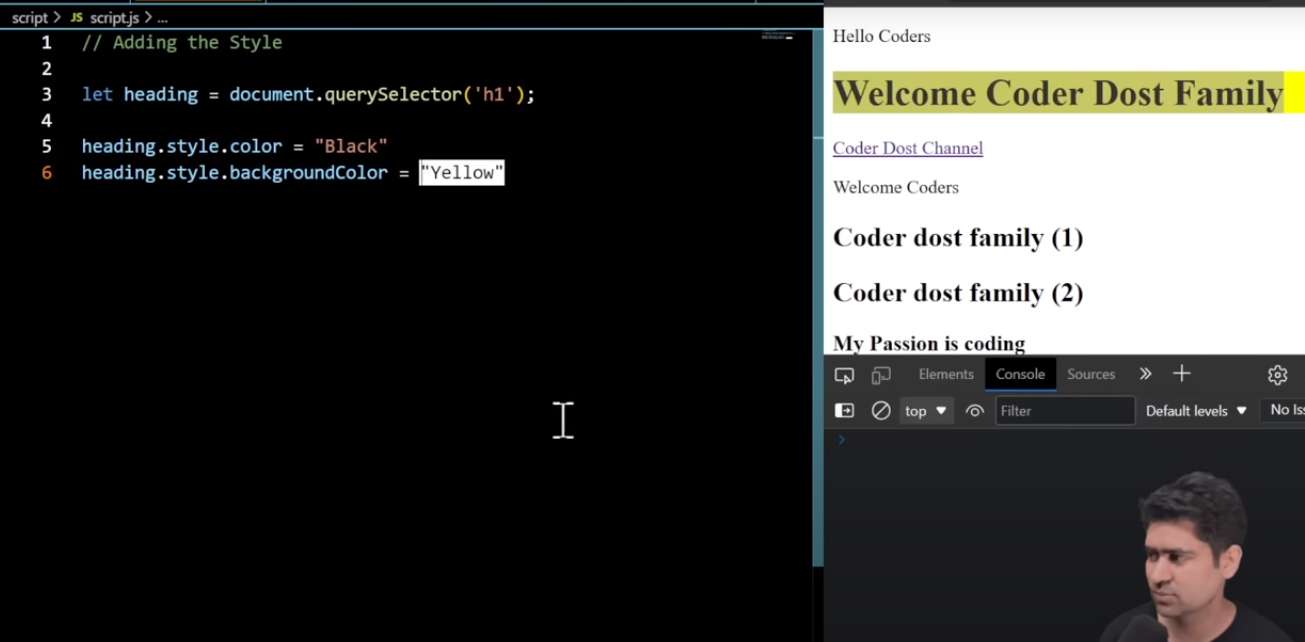 script > JS script.js > ...
1 // Adding the Style
2
3 let heading = document.querySelector('h1');
4
5 heading.style.color = "Black"
6 heading.style.backgroundColor = "Yellow"
Hello Coders
Welcome Coder Dost Family
Coder Dost Channel
Welcome Coders
Coder dost family (1)
Coder dost family (2)
My Passion is coding
Elements Console Sources
top Filter Default levels No Iss